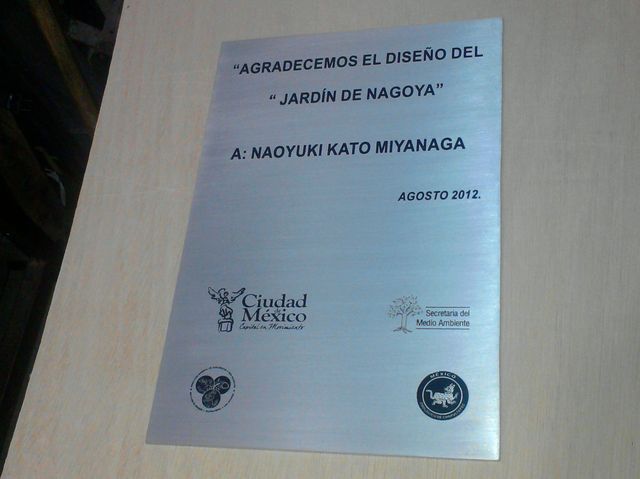 “AGRADECEMOS EL DISEÑO DEL
“ JARDÍN DE NAGOYA”
A: NAOYUKI KATO MIYANAGA
AGOSTO 2012.
Ciudad
de
México
Capital en Movimiento
Secretaría del
Medio Ambiente
MÉXICO